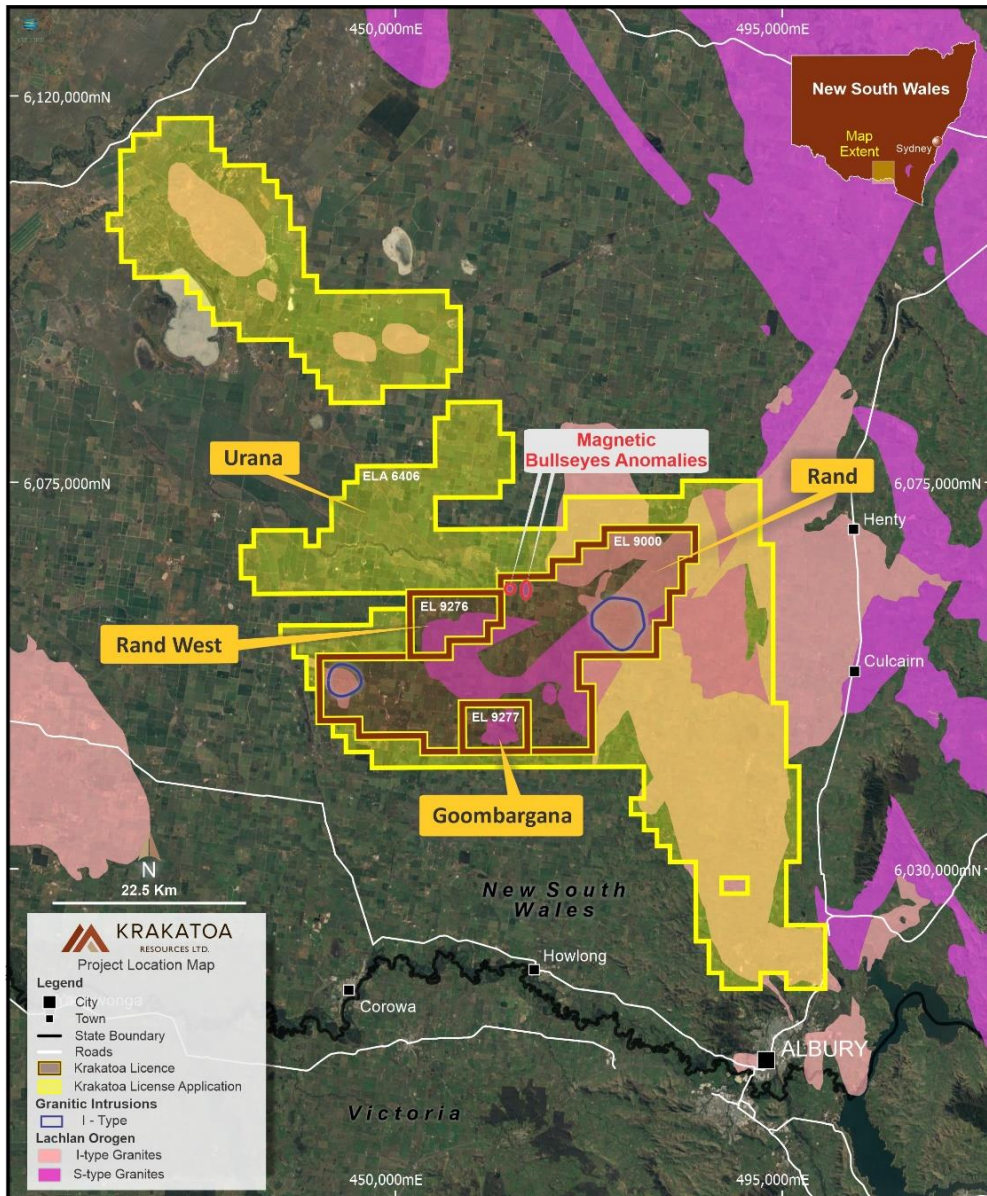 450,000mE
495,000mE
6,120,000mN
New South Wales
Map
Extent
Sydney
Magnetic
Bullseyes Anomalies
Urana
ELA 6406
Rand
6,075,000mN
6,075,000mN
Henty
EL 9000
EL 9276
Rand West
Culcairn
EL 9277
Goombargana
N
22.5 Km
6,030,000mN
New South
Wales
KRAKATOA
RESOURCES LTD.
Project Location Map
Legend
City
Town
State Boundary
Roads
Krakatoa Licence
Krakatoa License Application
Granitic Intrusions
I - Type
Lachlan Orogen
I-type Granites
S-type Granites
Howlong
Corowa
ALBURY
Victoria
450,000mE
495,000mE